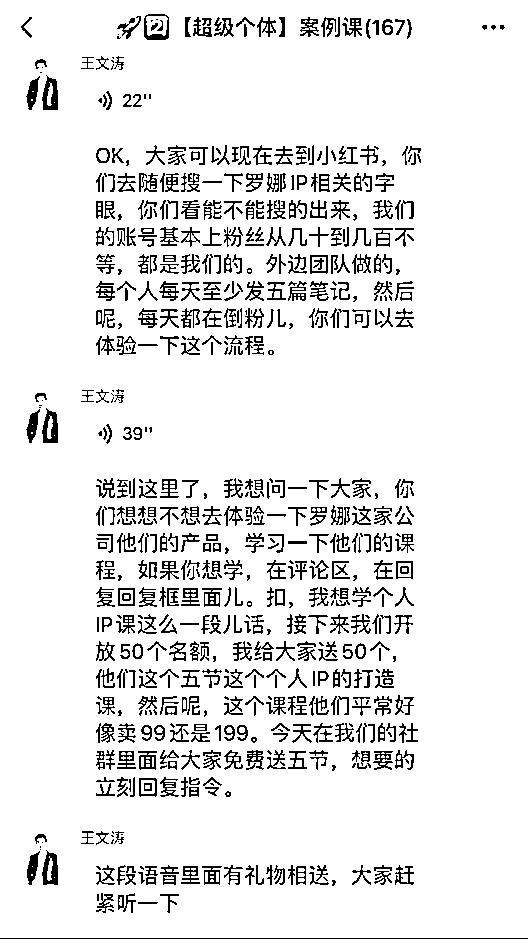 🚀2️⃣【超级个体】案例课(167)
王文涛
22"
OK，大家可以现在去到小红书，你
们去随便搜一下罗娜IP相关的字
眼，你们看能不能搜的出来，我们
的账号基本上粉丝从几十到几百不
等，都是我们的。外边团队做的，
每个人每天至少发五篇笔记，然后
呢，每天都在倒粉儿，你们可以去
体验一下这个流程。
王文涛
39"
说到这里了，我想问一下大家，你
们想想不想去体验一下罗娜这家公
司他们的产品，学习一下他们的课
程，如果你想学，在评论区，在回
复回复框里面儿。扣，我想学个人
IP课这么一段儿话，接下来我们开
放50个名额，我给大家送50个，
他们这个五节这个个人IP的打造
课，然后呢，这个课程他们平常好
像卖99还是199。今天在我们的社
群里面给大家免费送五节，想要的
立刻回复指令。
王文涛
这段语音里面有礼物相送，大家赶
紧听一下